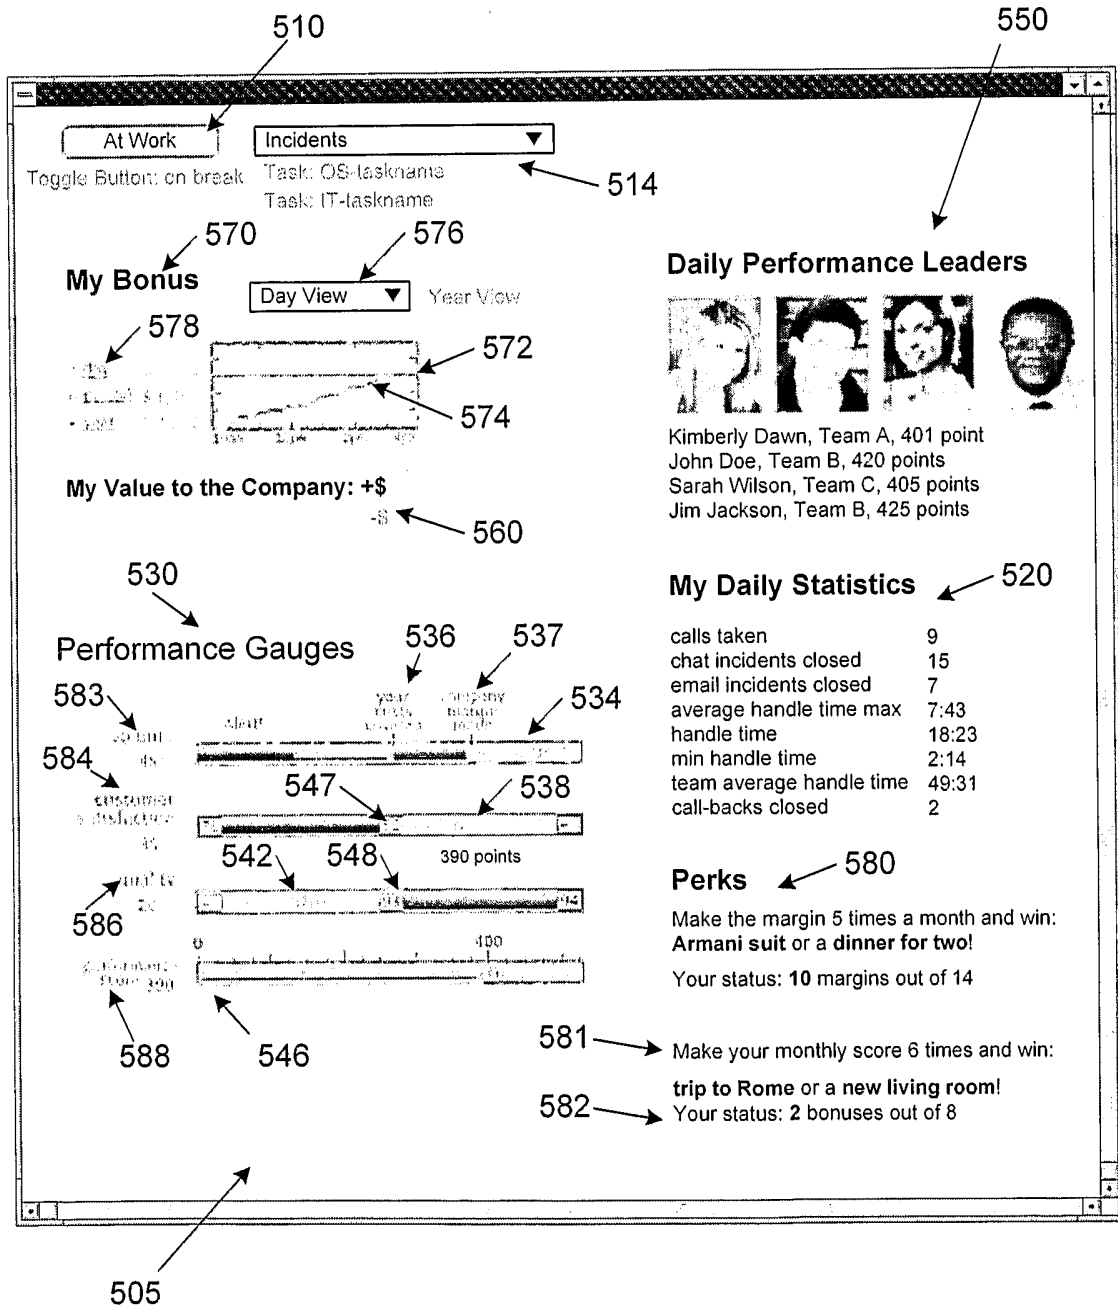 510
550
At Work
Incidents
Toggle Button: on break
Task: OS-taskname
514
Task: IT-taskname
570
576
My Bonus
Day View
Year View
578
572
574
My Value to the Company: +$
-$
560
Daily Performance Leaders
Kimberly Dawn, Team A, 401 point
John Doe, Team B, 420 points
Sarah Wilson, Team C, 405 points
Jim Jackson, Team B, 425 points
530
Performance Gauges
536
537
583
your
company
margin
534
584
customer
satisfaction
547
538
390 points
542
548
586
0
400
390
588
546
My Daily Statistics
520
calls taken 9
chat incidents closed 15
email incidents closed 7
average handle time max 7:43
handle time 18:23
min handle time 2:14
team average handle time 49:31
call-backs closed 2
Perks
580
Make the margin 5 times a month and win:
Armani suit or a dinner for two!
Your status: 10 margins out of 14
581
Make your monthly score 6 times and win:
trip to Rome or a new living room!
582
Your status: 2 bonuses out of 8
505